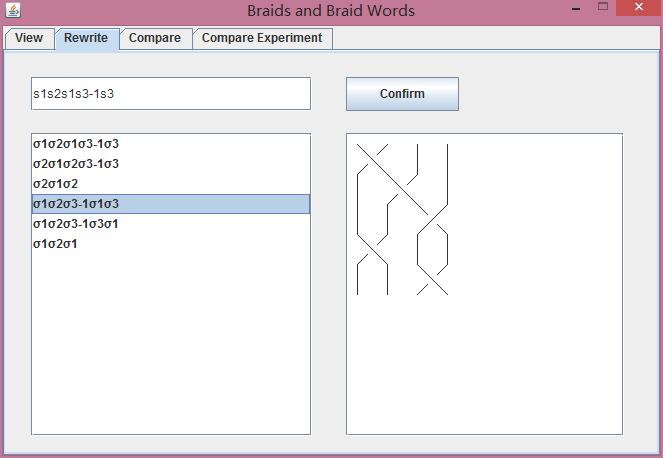 Braids and Braid Words
View Rewrite Compare Compare Experiment
s1s2s1s3-1s3 Confirm
σ1σ2σ1σ3-1σ3
σ2σ1σ2σ3-1σ3
σ2σ1σ2
σ1σ2σ3-1σ1σ3
σ1σ2σ3-1σ3σ1
σ1σ2σ1